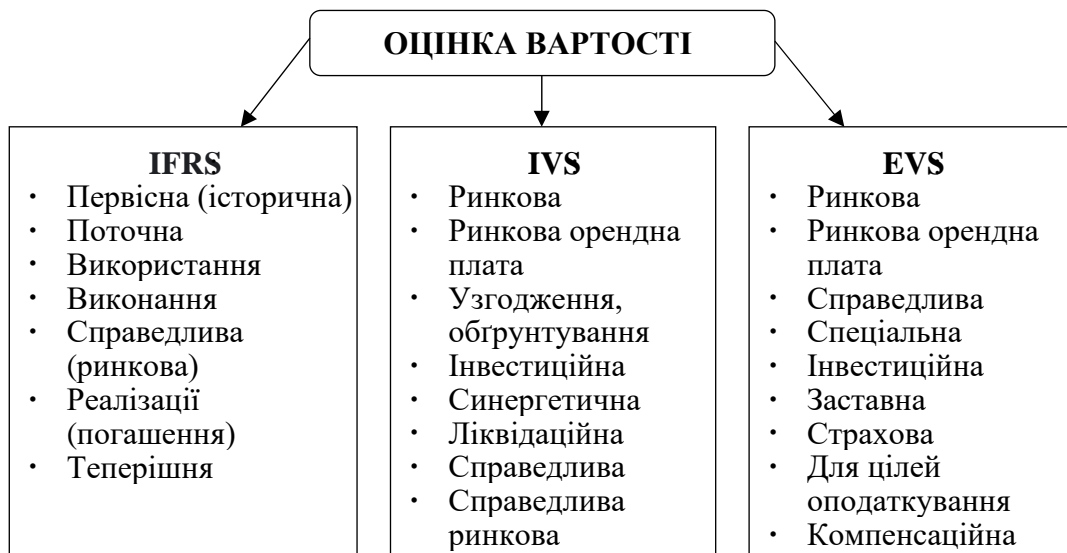 ОЦІНКА ВАРТОСТІ
IFRS
· Первісна (історична)
· Поточна
· Використання
· Виконання
· Справедлива
(ринкова)
· Реалізації
(погашення)
· Теперішня
IVS
· Ринкова
· Ринкова орендна
плата
· Узгодження,
обґрунтування
· Інвестиційна
· Синергетична
· Ліквідаційна
· Справедлива
· Справедлива
ринкова
EVS
· Ринкова
· Ринкова орендна
плата
· Справедлива
· Спеціальна
· Інвестиційна
· Заставна
· Страхова
· Для цілей
оподаткування
· Компенсаційна